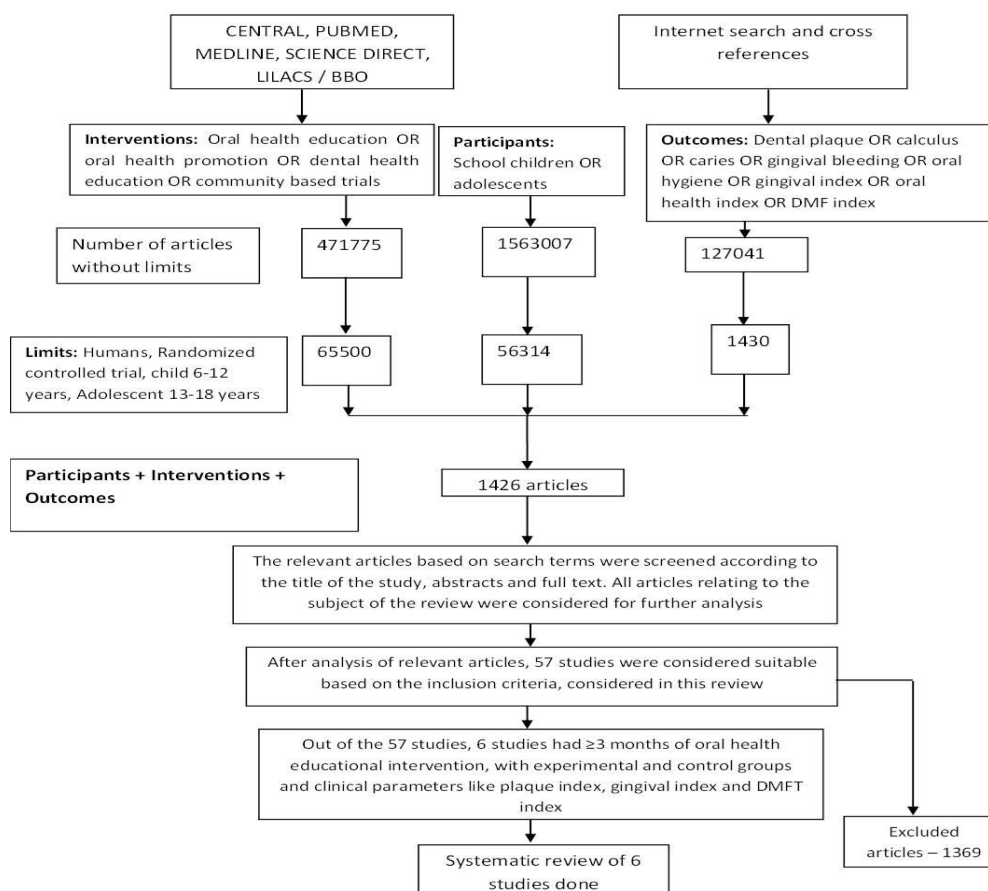 CENTRAL, PUBMED,
MEDLINE, SCIENCE DIRECT,
LILACS / BBO
Internet search and cross
references
Interventions: Oral health education OR
oral health promotion OR dental health
education OR community based trials
Participants:
School children OR
adolescents
Outcomes: Dental plaque OR calculus
OR caries OR gingival bleeding OR oral
hygiene OR gingival index OR oral
health index OR DMF index
Number of articles
without limits
471775
1563007
127041
Limits: Humans, Randomized
controlled trial, child 6-12
years, Adolescent 13-18 years
65500
56314
1430
Participants + Interventions +
Outcomes
1426 articles
The relevant articles based on search terms were screened according to
the title of the study, abstracts and full text. All articles relating to the
subject of the review were considered for further analysis
After analysis of relevant articles, 57 studies were considered suitable
based on the inclusion criteria, considered in this review
Out of the 57 studies, 6 studies had ≥3 months of oral health
educational intervention, with experimental and control groups
and clinical parameters like plaque index, gingival index and DMFT
index
Excluded
articles – 1369
Systematic review of 6
studies done